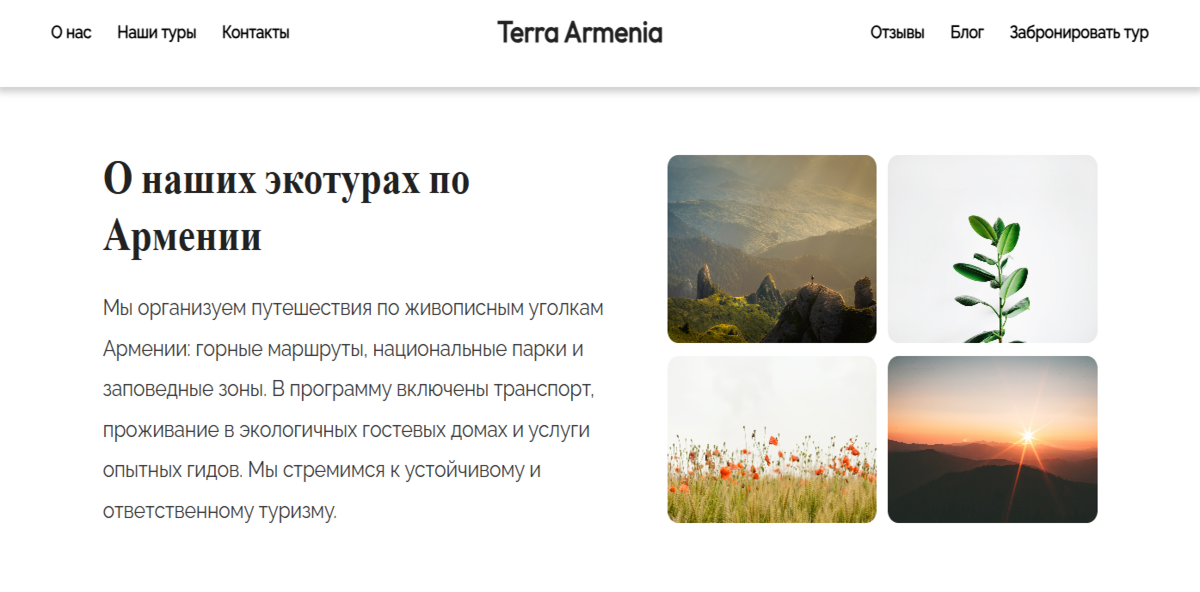 О нас Наши туры Контакты Terra Armenia Отзывы Блог Забронировать тур
О наших экотурах по
Армении
Мы организуем путешествия по живописным уголкам
Армении: горные маршруты, национальные парки и
заповедные зоны. В программу включены транспорт,
проживание в экологичных гостевых домах и услуги
опытных гидов. Мы стремимся к устойчивому и
ответственному туризму.